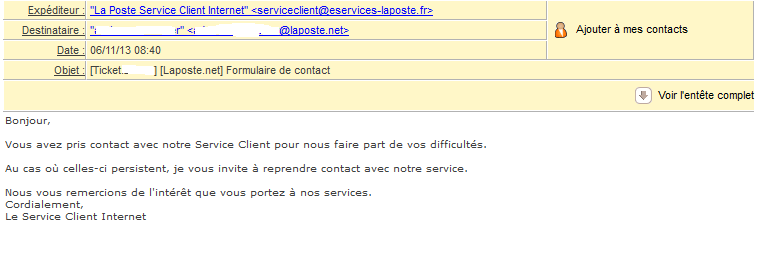 Expéditeur : "La Poste Service Client Internet" <serviceclient@eservices-laposte.fr>
Destinataire : @laposte.net>
Ajouter à mes contacts
Date : 06/11/13 08:40
Objet : [Ticket. ] [Laposte.net] Formulaire de contact
Voir l'entête complet
Bonjour,
Vous avez pris contact avec notre Service Client pour nous faire part de vos difficultés.
Au cas où celles-ci persistent, je vous invite à reprendre contact avec notre service.
Nous vous remercions de l'intérêt que vous portez à nos services.
Cordialement,
Le Service Client Internet